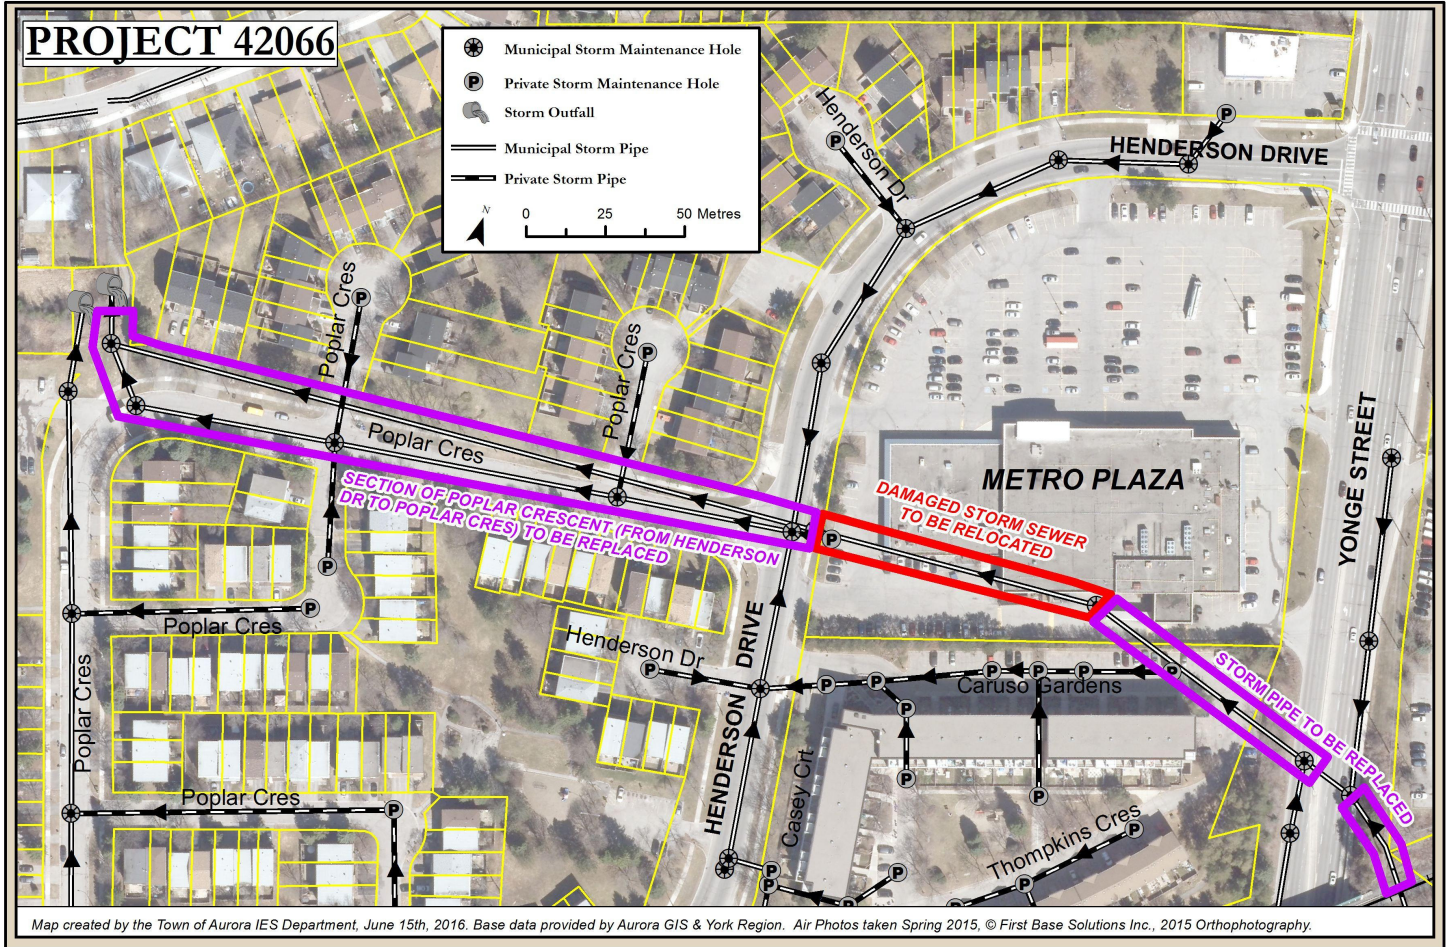 PROJECT 42066
Municipal Storm Maintenance Hole
P
Private Storm Maintenance Hole
Storm Outfall
Municipal Storm Pipe
Private Storm Pipe
N
0 25 50 Metres
Henderson Dr
P
P
HENDERSON DRIVE
Poplar Cres
P
Poplar Cres
P
Poplar Cres
METRO PLAZA
YONGE STREET
SECTION OF POPLAR CRESCENT (FROM HENDERSON
DR TO POPLAR CRES) TO BE REPLACED
DAMAGED STORM SEWER
TO BE RELOCATED
P
P
P
Poplar Cres
Henderson Dr
P
HENDERSON DRIVE
P
P
P
P
P
P
Caruso Gardens
STORM PIPE TO BE REPLACED
Poplar Cres
P
P
P
Poplar Cres
P
Casey Crt
Thompkins Cres
P
P
P
P
P
P
P
Map created by the Town of Aurora IES Department, June 15th, 2016. Base data provided by Aurora GIS & York Region. Air Photos taken Spring 2015, © First Base Solutions Inc., 2015 Orthophotography.